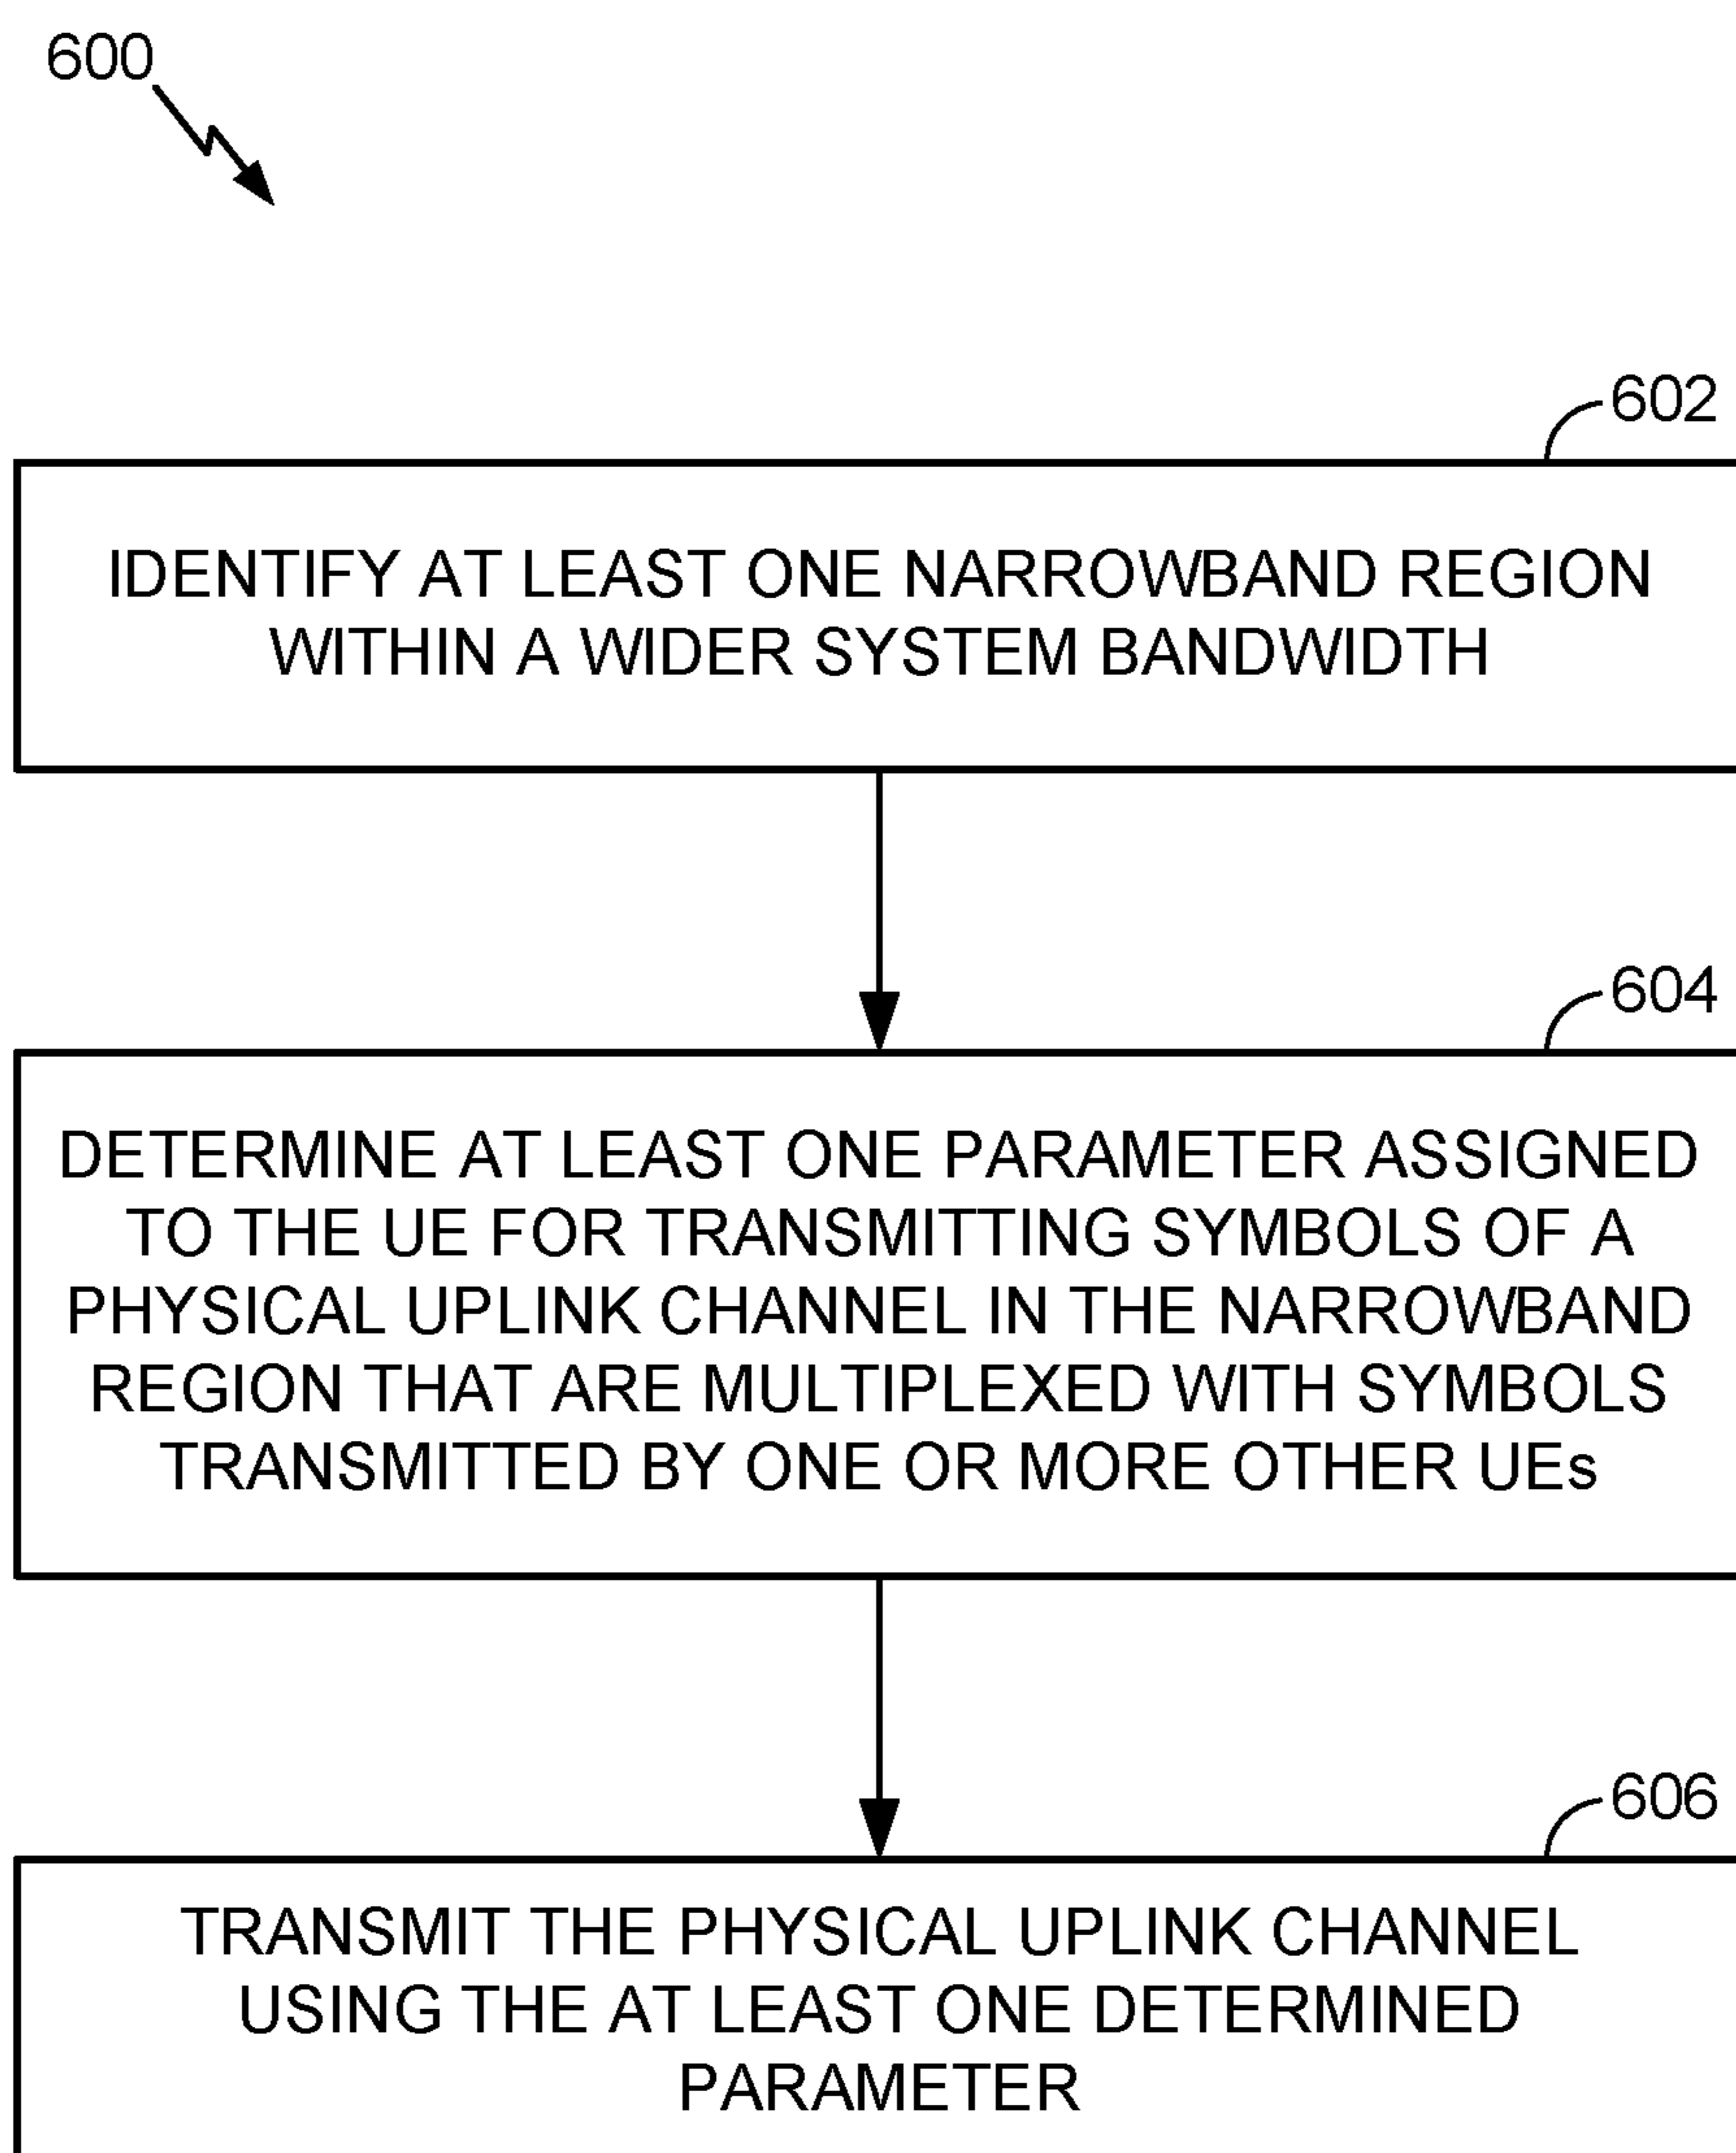 600
602
IDENTIFY AT LEAST ONE NARROWBAND REGION
WITHIN A WIDER SYSTEM BANDWIDTH
604
DETERMINE AT LEAST ONE PARAMETER ASSIGNED
TO THE UE FOR TRANSMITTING SYMBOLS OF A
PHYSICAL UPLINK CHANNEL IN THE NARROWBAND
REGION THAT ARE MULTIPLEXED WITH SYMBOLS
TRANSMITTED BY ONE OR MORE OTHER UEs
606
TRANSMIT THE PHYSICAL UPLINK CHANNEL
USING THE AT LEAST ONE DETERMINED
PARAMETER